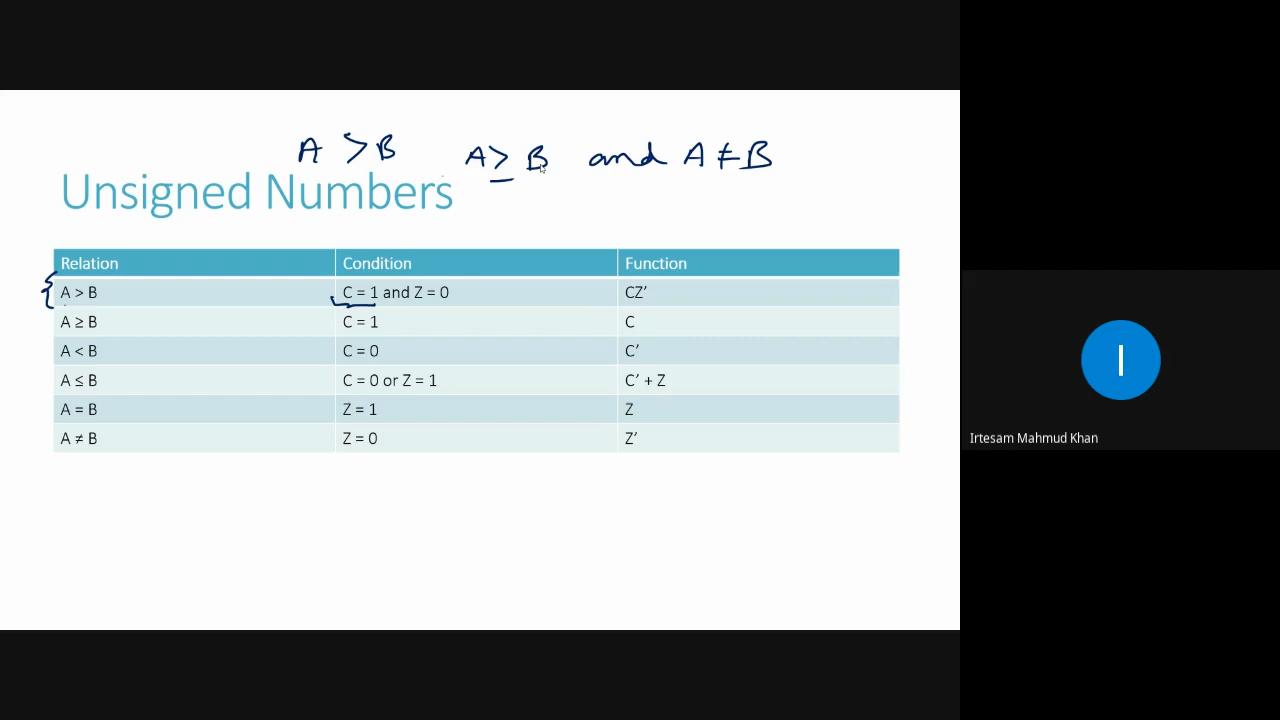 A > B A ≥ B and A ≠ B
Unsigned Numbers
Relation Condition Function
A > B C = 1 and Z = 0 CZ′
A ≥ B C = 1 C
A < B C = 0 C′
A ≤ B C = 0 or Z = 1 C′ + Z
A = B Z = 1 Z
A ≠ B Z = 0 Z′
I
Irtesam Mahmud Khan